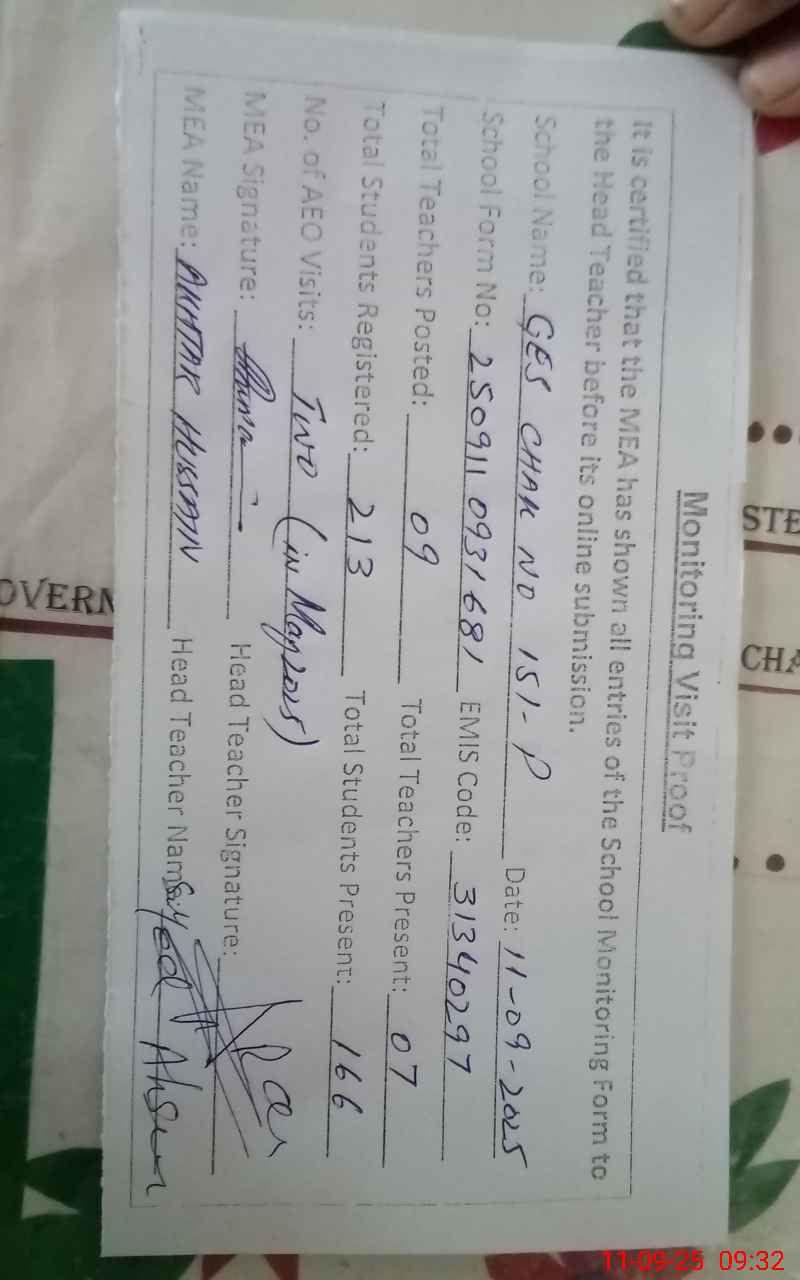 Monitoring Visit Proof
It is certified that the MEA has shown all entries of the School Monitoring Form to
the Head Teacher before its online submission.
School Name: GES CHAK NO 151-P Date: 11-09-2025
School Form No: 2509110931681 EMIS Code: 31340297
Total Teachers Posted: 09 Total Teachers Present: 07
Total Students Registered: 213 Total Students Present: 166
No. of AEO Visits: Two (in May 2025)
MEA Signature: Head Teacher Signature:
MEA Name: AKHTAR HUSSAIN Head Teacher Name:
STE
CHA
OVERN
11-09-25 09:32